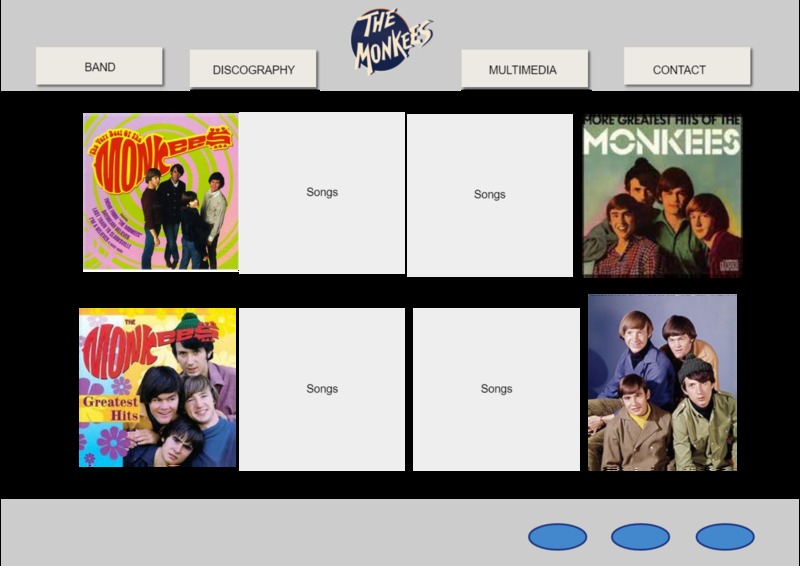 THE
MONKEES
BAND
DISCOGRAPHY
MULTIMEDIA
CONTACT
The Very Best Of The
MONKEES
Songs
Songs
MORE GREATEST HITS OF THE
MONKEES
THE
MONKEES
Greatest
Hits
Songs
Songs